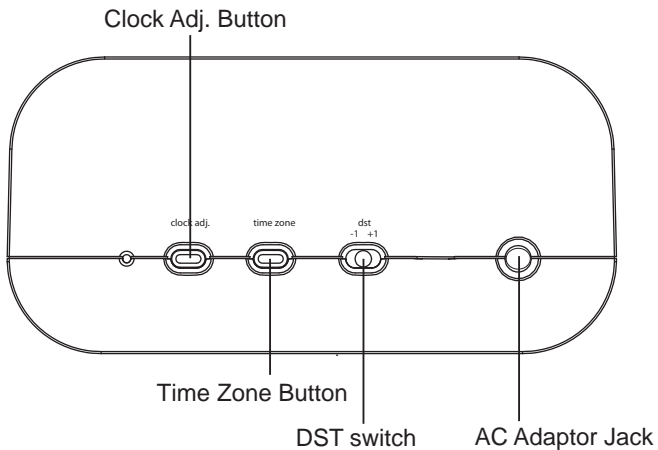 Clock Adj. Button
clock adj. time zone dst
-1 +1
Time Zone Button
DST switch AC Adaptor Jack